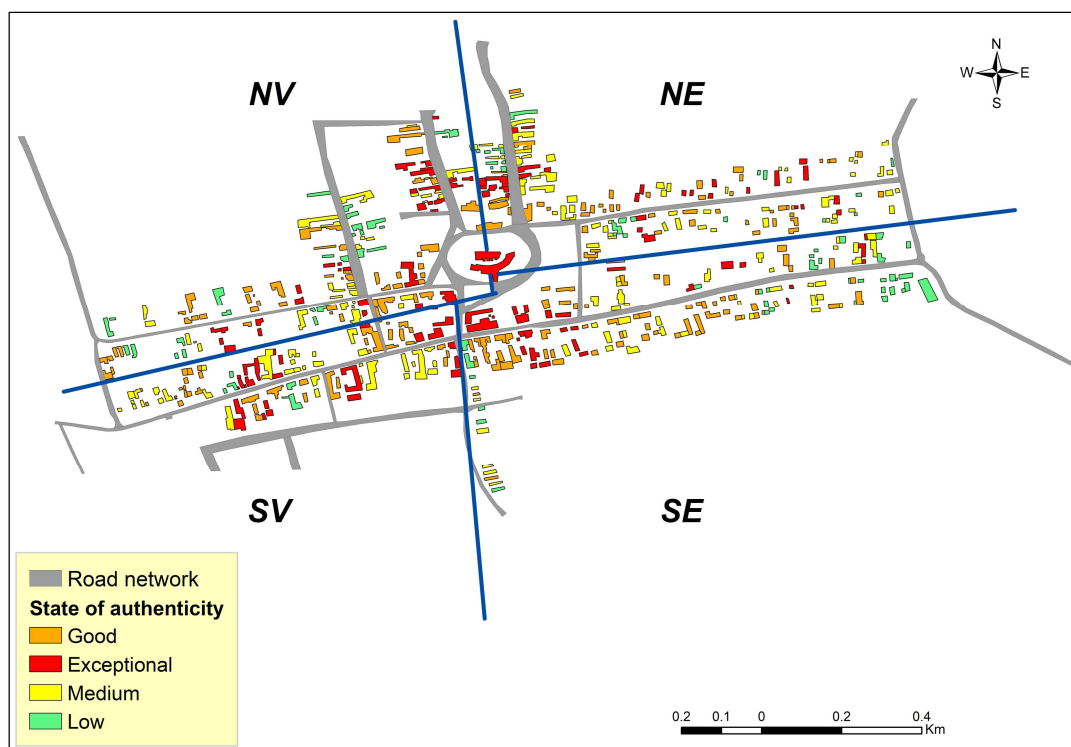 NV
NE
N
W E
S
SV
SE
Road network
State of authenticity
Good
Exceptional
Medium
Low
0.2 0.1 0 0.2 0.4
Km